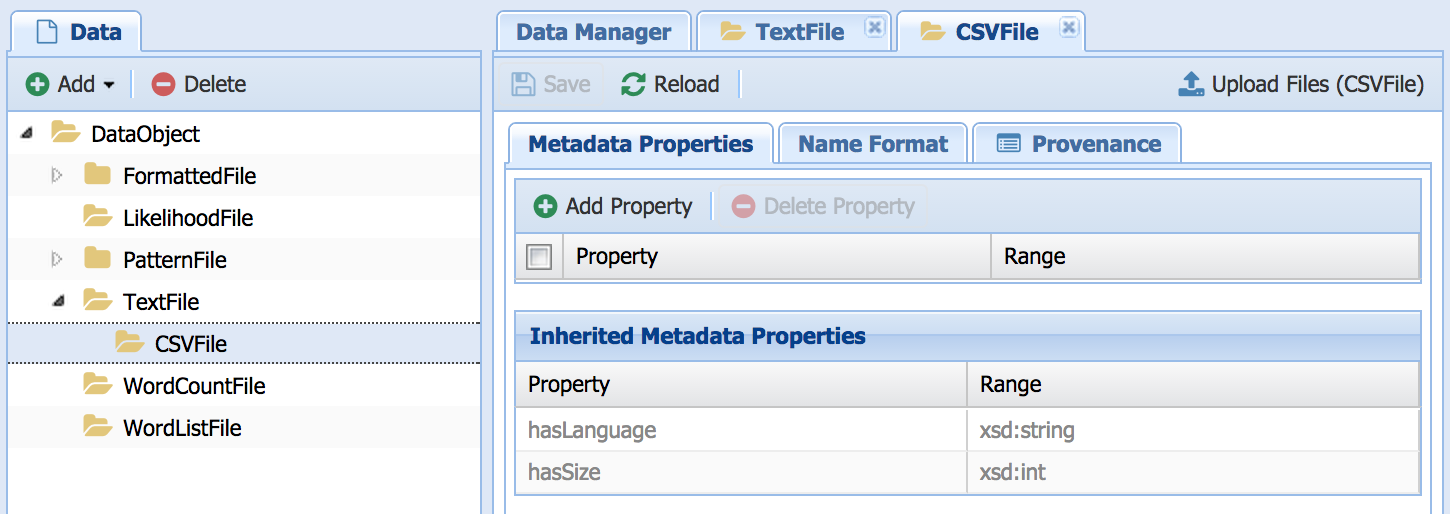 Data
Add
Delete
DataObject
FormattedFile
LikelihoodFile
PatternFile
TextFile
CSVFile
WordCountFile
WordListFile
Data Manager TextFile CSVFile
Save Reload Upload Files (CSVFile)
Metadata Properties Name Format Provenance
Add Property Delete Property
Property Range
Inherited Metadata Properties
Property Range
hasLanguage xsd:string
hasSize xsd:int